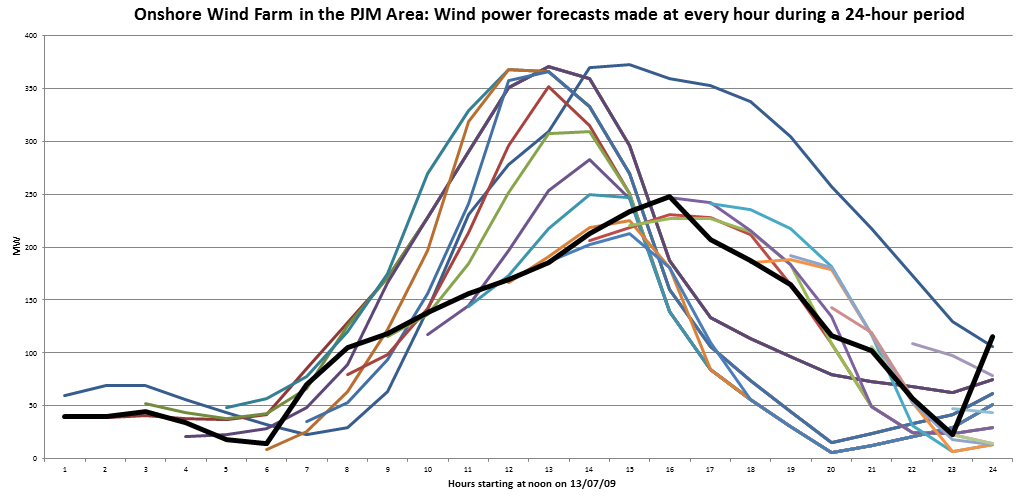 Onshore Wind Farm in the PJM Area: Wind power forecasts made at every hour during a 24-hour period
400
350
300
250
200
150
100
50
0
MW
1 2 3 4 5 6 7 8 9 10 11 12 13 14 15 16 17 18 19 20 21 22 23 24
Hours starting at noon on 13/07/09